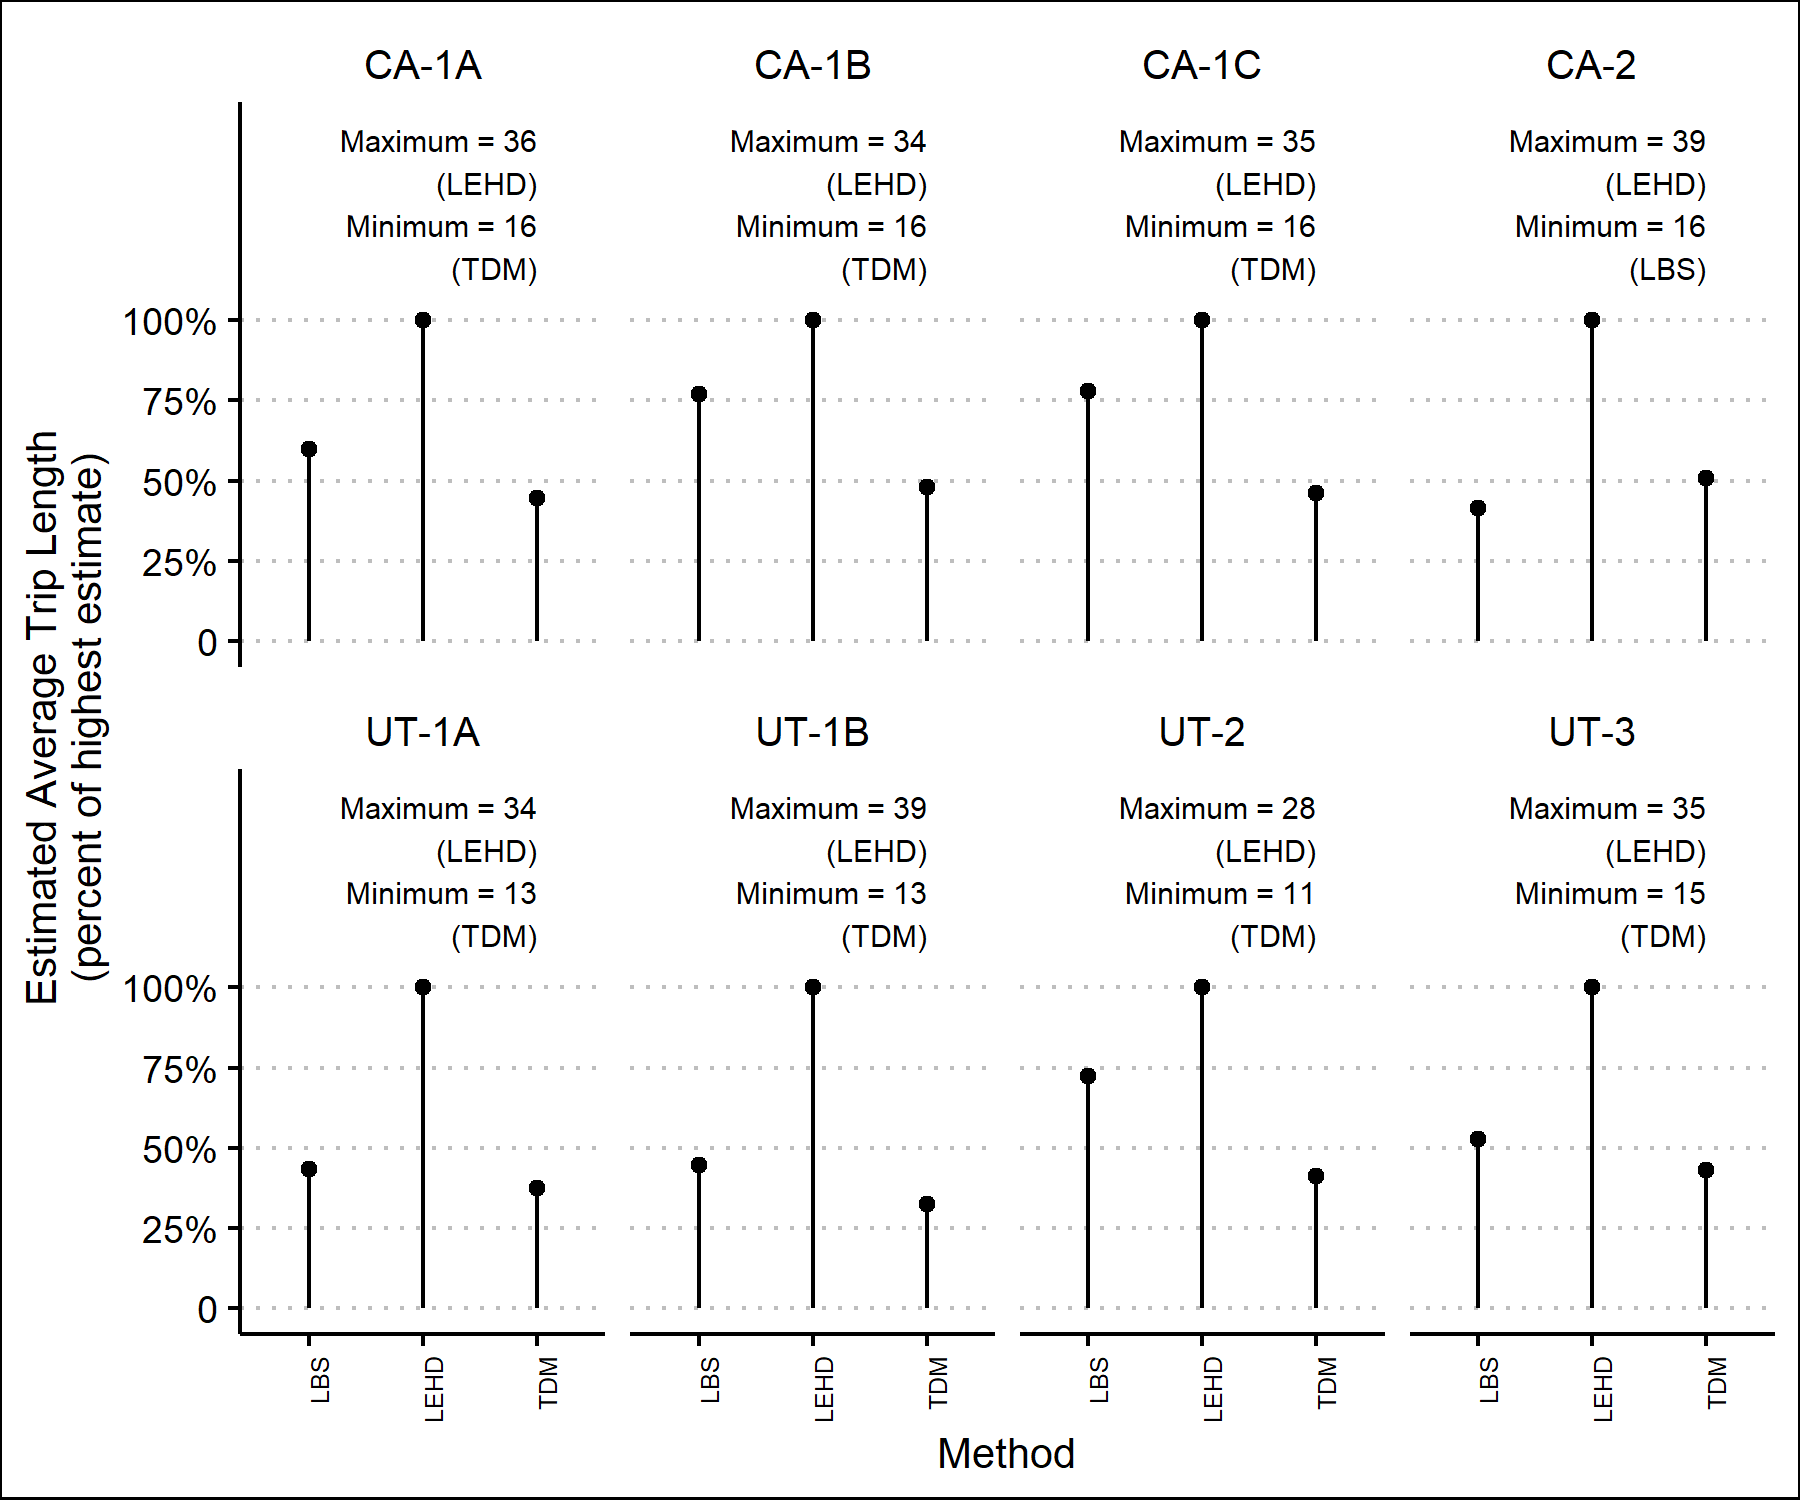 CA-1A
CA-1B
CA-1C
CA-2
Maximum = 36
(LEHD)
Minimum = 16
(TDM)
Maximum = 34
(LEHD)
Minimum = 16
(TDM)
Maximum = 35
(LEHD)
Minimum = 16
(TDM)
Maximum = 39
(LEHD)
Minimum = 16
(LBS)
100%
75%
50%
25%
0
Estimated Average Trip Length
(percent of highest estimate)
UT-1A
UT-1B
UT-2
UT-3
Maximum = 34
(LEHD)
Minimum = 13
(TDM)
Maximum = 39
(LEHD)
Minimum = 13
(TDM)
Maximum = 28
(LEHD)
Minimum = 11
(TDM)
Maximum = 35
(LEHD)
Minimum = 15
(TDM)
100%
75%
50%
25%
0
LBS
LEHD
TDM
LBS
LEHD
TDM
LBS
LEHD
TDM
LBS
LEHD
TDM
Method